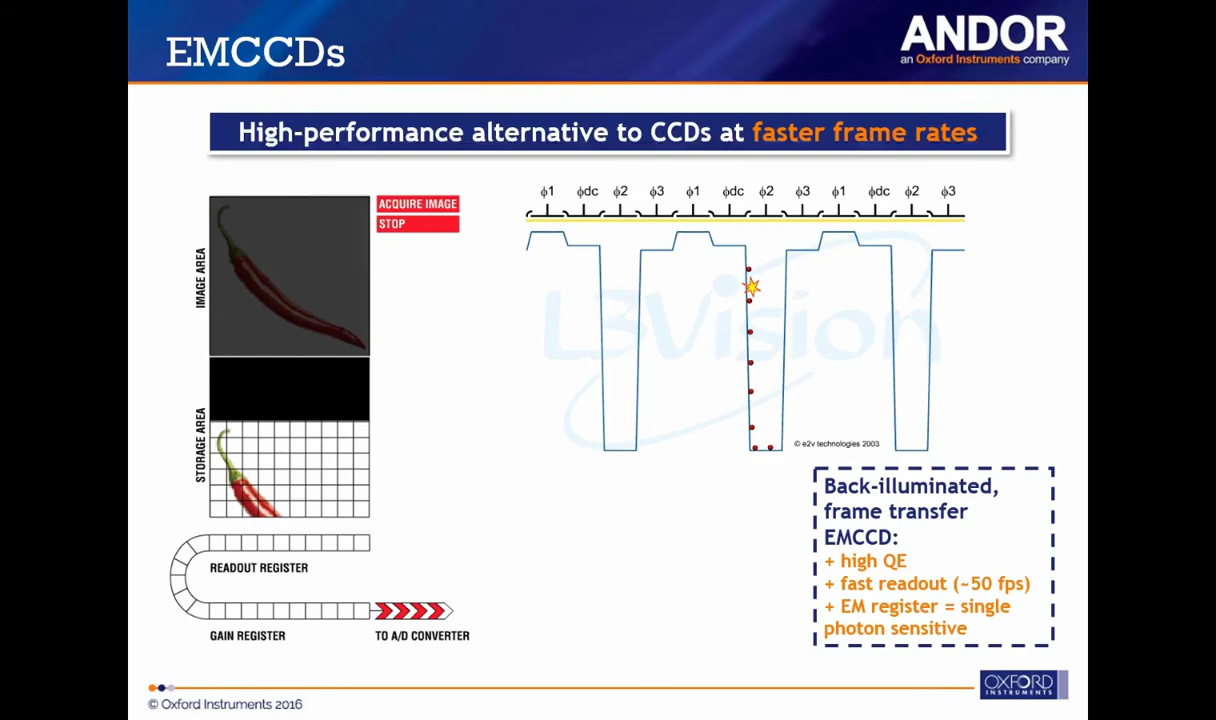 EMCCDs
ANDOR
an Oxford Instruments company
High-performance alternative to CCDs at faster frame rates
IMAGE AREA
ACQUIRE IMAGE
STOP
STORAGE AREA
READOUT REGISTER
GAIN REGISTER
TO A/D CONVERTER
ϕ1 ϕdc ϕ2 ϕ3 ϕ1 ϕdc ϕ2 ϕ3 ϕ1 ϕdc ϕ2 ϕ3
L3Vision
© e2v technologies 2003
Back-illuminated,
frame transfer
EMCCD:
+ high QE
+ fast readout (~50 fps)
+ EM register = single
photon sensitive
© Oxford Instruments 2016
OXFORD
INSTRUMENTS